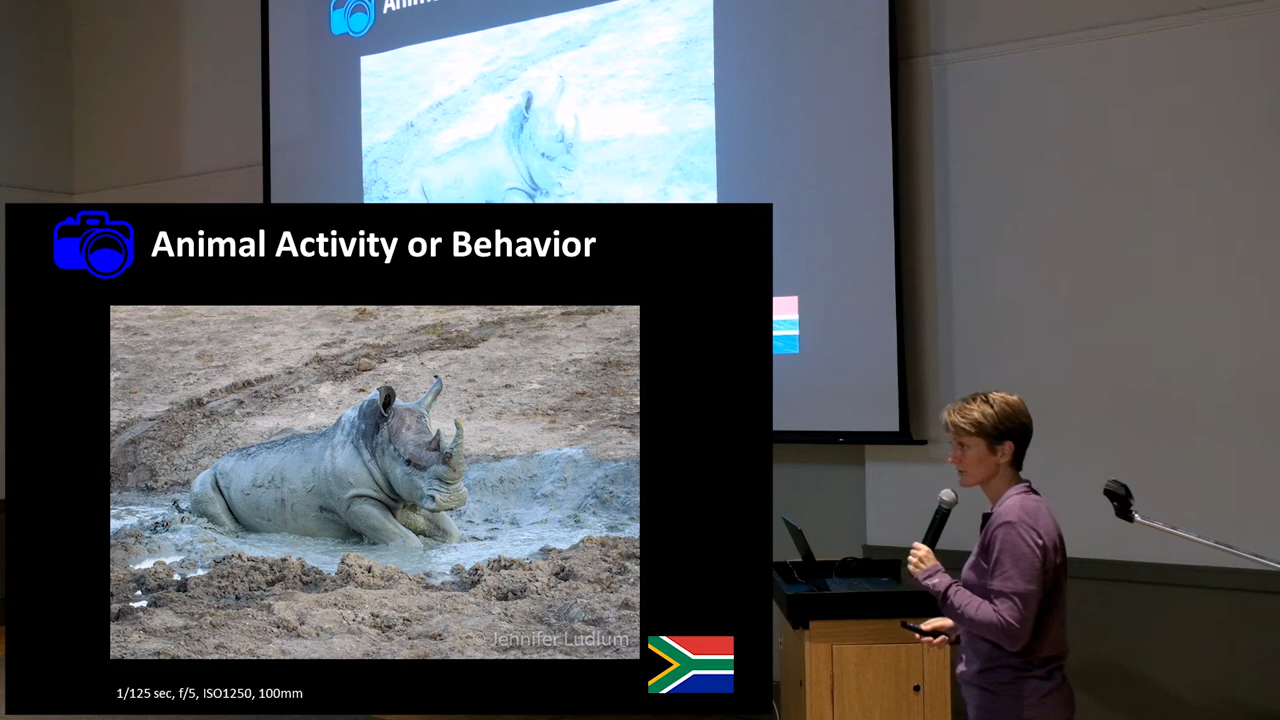 Animal Activity or Behavior
© Jennifer Ludlum
1/125 sec, f/5, ISO1250, 100mm